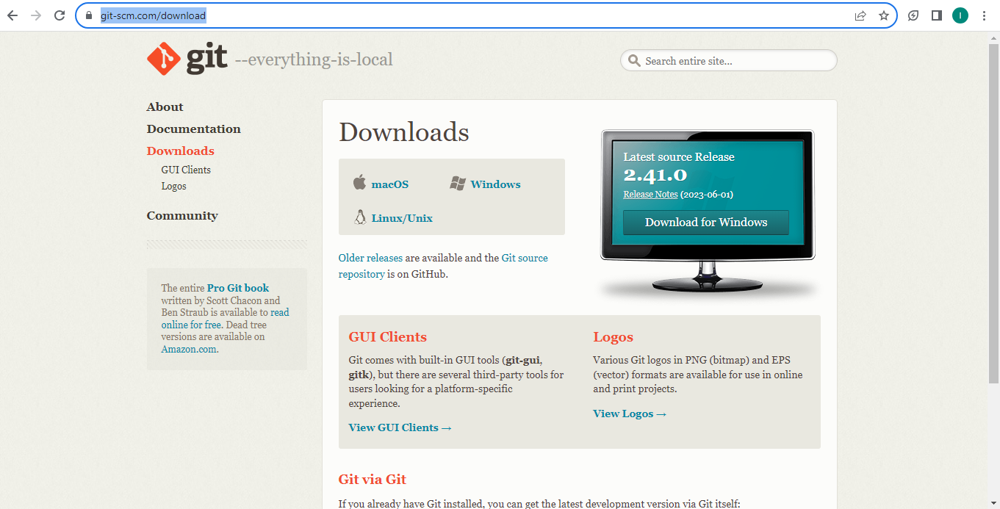 git-scm.com/download
I
git --everything-is-local
Search entire site...
About
Documentation
Downloads
GUI Clients
Logos
Community
The entire Pro Git book
written by Scott Chacon and
Ben Straub is available to read
online for free. Dead tree
versions are available on
Amazon.com.
Downloads
macOS
Windows
Linux/Unix
Older releases are available and the Git source
repository is on GitHub.
Latest source Release
2.41.0
Release Notes (2023-06-01)
Download for Windows
GUI Clients
Git comes with built-in GUI tools (git-gui,
gitk), but there are several third-party tools for
users looking for a platform-specific
experience.
View GUI Clients →
Logos
Various Git logos in PNG (bitmap) and EPS
(vector) formats are available for use in online
and print projects.
View Logos →
Git via Git
If you already have Git installed, you can get the latest development version via Git itself: